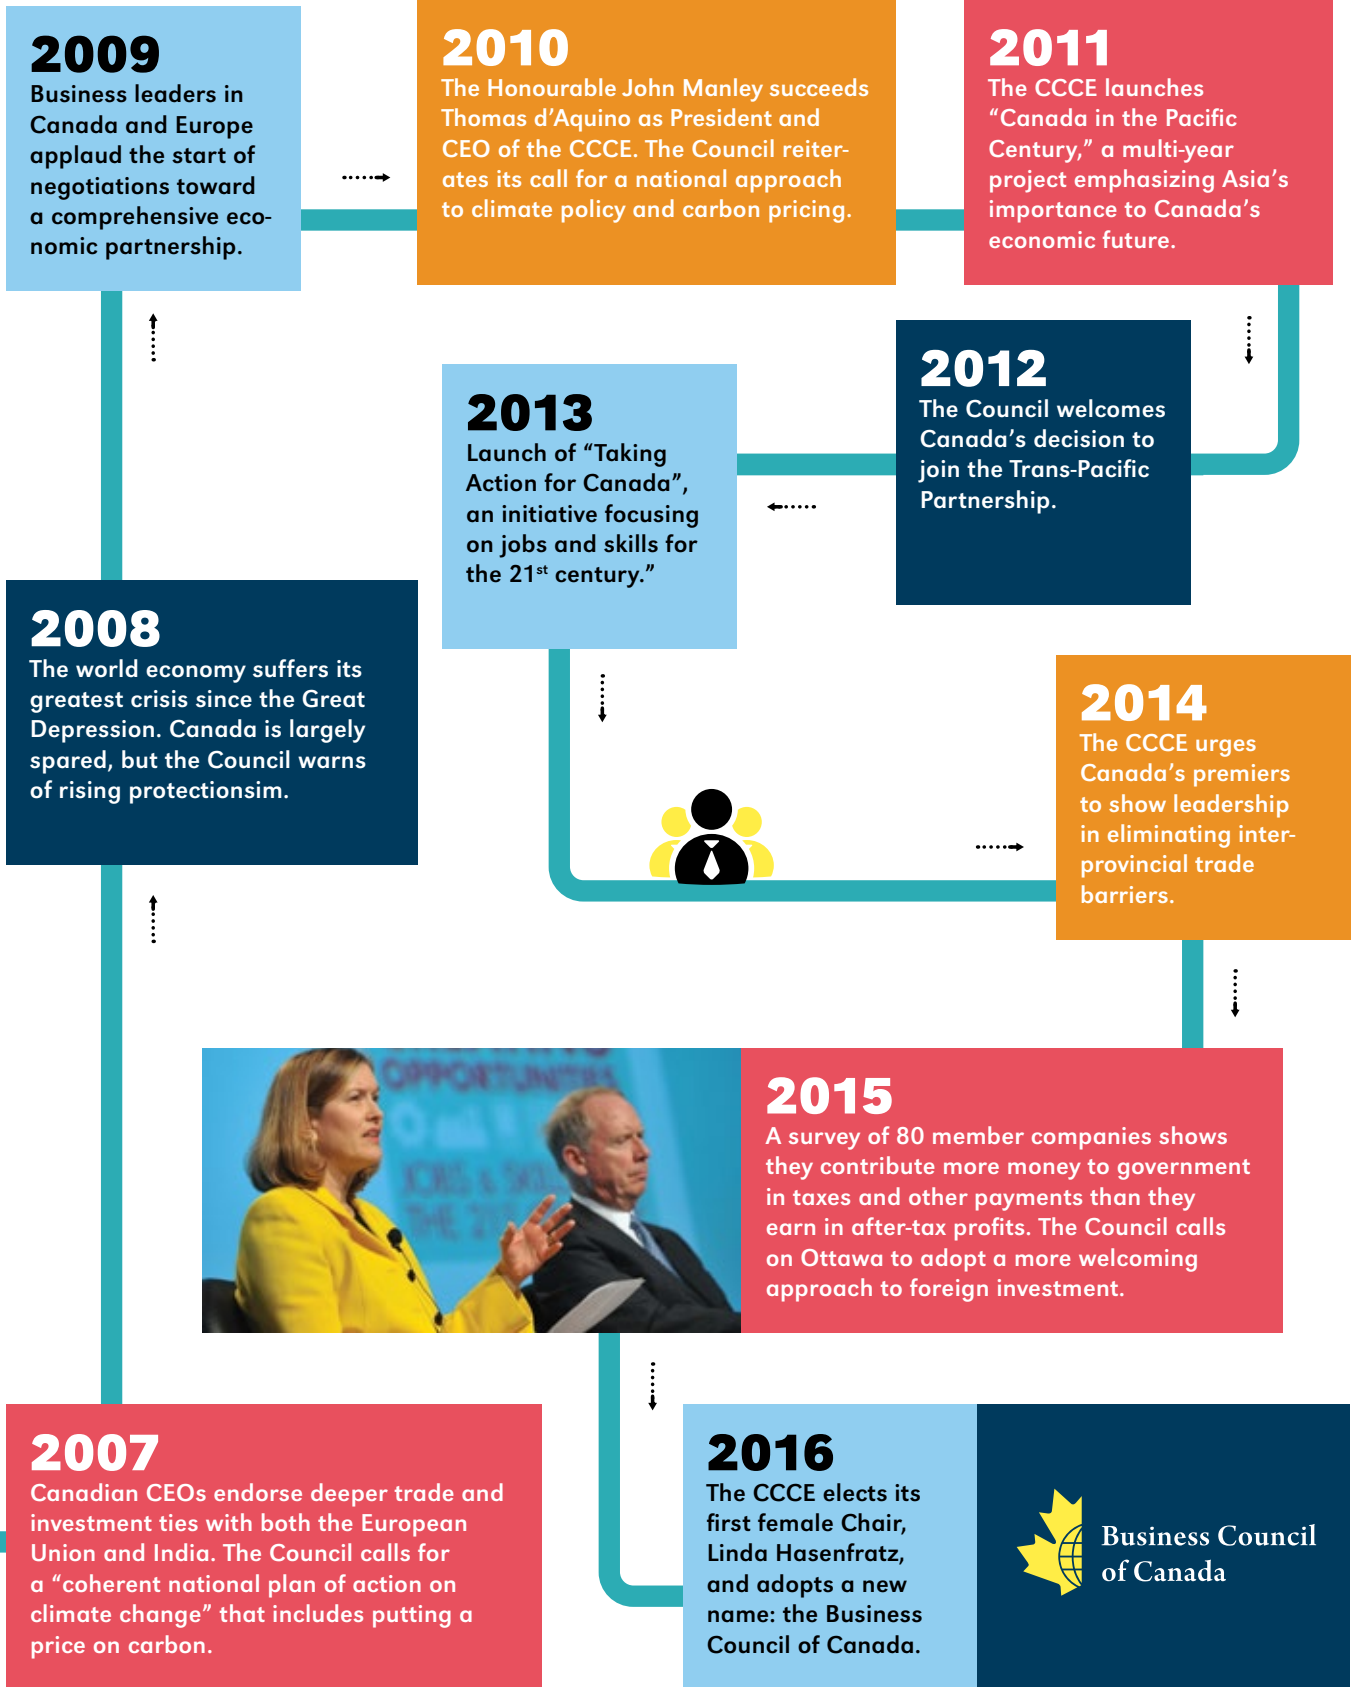 2009
Business leaders in
Canada and Europe
applaud the start of
negotiations toward
a comprehensive eco-
nomic partnership.
2010
The Honourable John Manley succeeds
Thomas d’Aquino as President and
CEO of the CCCE. The Council reiter-
ates its call for a national approach
to climate policy and carbon pricing.
2011
The CCCE launches
“Canada in the Pacific
Century,” a multi-year
project emphasizing Asia’s
importance to Canada’s
economic future.
2012
The Council welcomes
Canada’s decision to
join the Trans-Pacific
Partnership.
2013
Launch of “Taking
Action for Canada”,
an initiative focusing
on jobs and skills for
the 21st century.”
2008
The world economy suffers its
greatest crisis since the Great
Depression. Canada is largely
spared, but the Council warns
of rising protectionsim.
2014
The CCCE urges
Canada’s premiers
to show leadership
in eliminating inter-
provincial trade
barriers.
OPPORTUNITIES
JOBS &
THE
2015
A survey of 80 member companies shows
they contribute more money to government
in taxes and other payments than they
earn in after-tax profits. The Council calls
on Ottawa to adopt a more welcoming
approach to foreign investment.
2007
Canadian CEOs endorse deeper trade and
investment ties with both the European
Union and India. The Council calls for
a “coherent national plan of action on
climate change” that includes putting a
price on carbon.
2016
The CCCE elects its
first female Chair,
Linda Hasenfratz,
and adopts a new
name: the Business
Council of Canada.
Business Council
of Canada